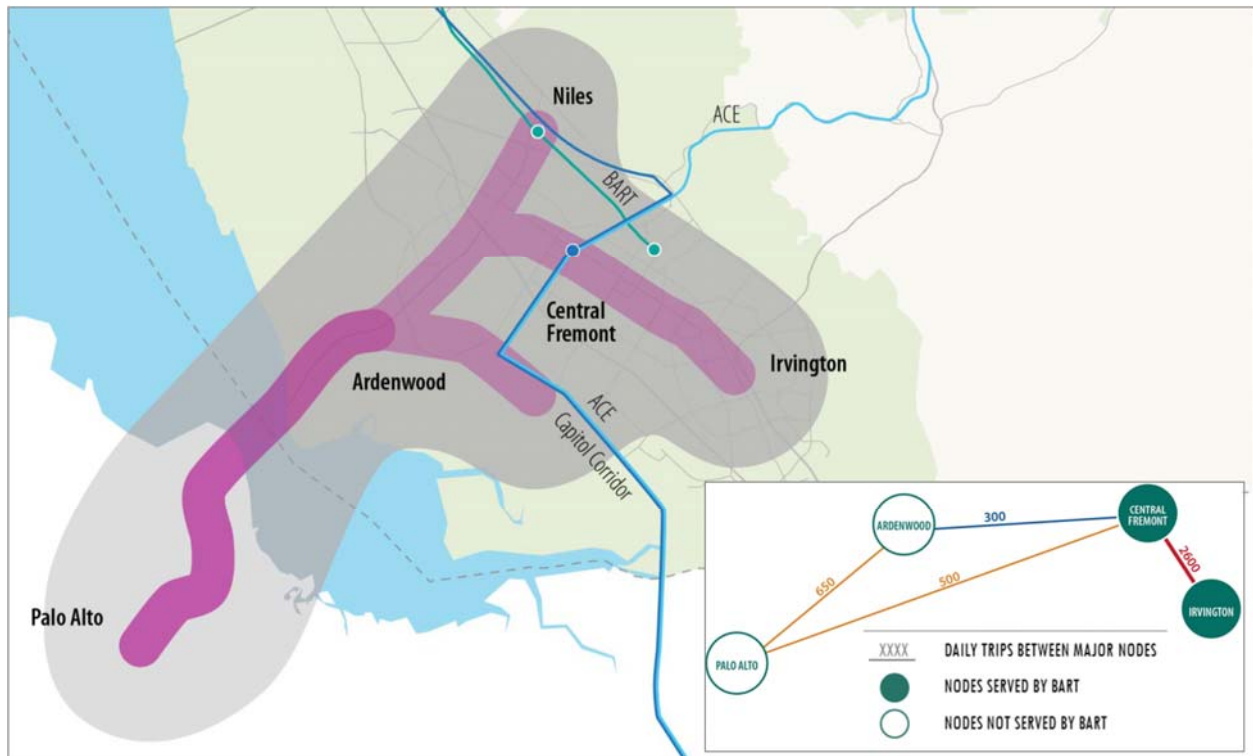 Niles
ACE
BART
Central
Fremont
Ardenwood
Irvington
ACE
Capitol Corridor
Palo Alto
ARDENWOOD
300
CENTRAL
FREMONT
650
500
2600
IRVINGTON
PALO ALTO
XXXX DAILY TRIPS BETWEEN MAJOR NODES
NODES SERVED BY BART
NODES NOT SERVED BY BART